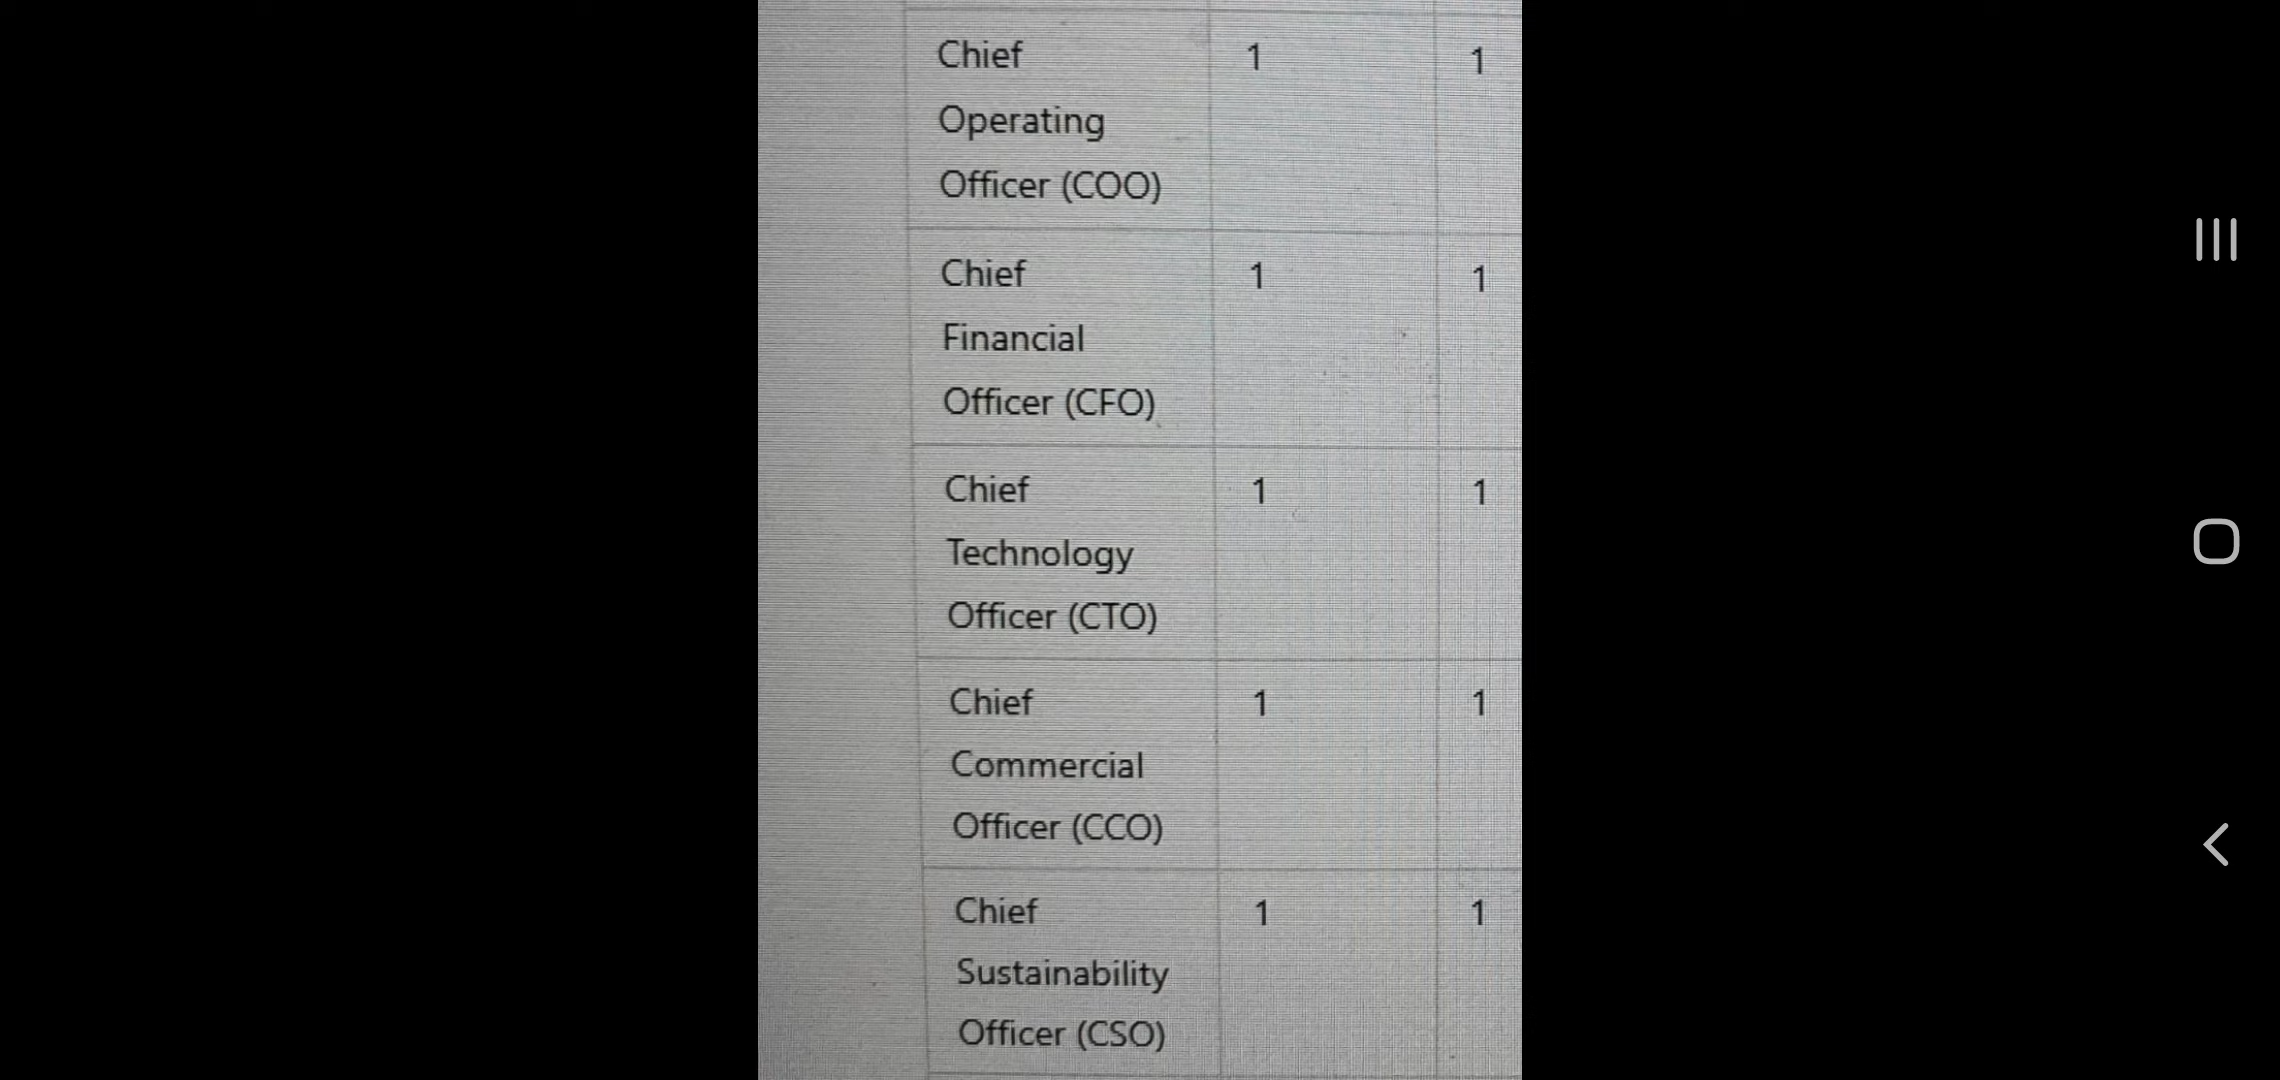 Chief 1 1
Operating
Officer (COO)
Chief 1 1
Financial
Officer (CFO)
Chief 1 1
Technology
Officer (CTO)
Chief 1 1
Commercial
Officer (CCO)
Chief 1 1
Sustainability
Officer (CSO)